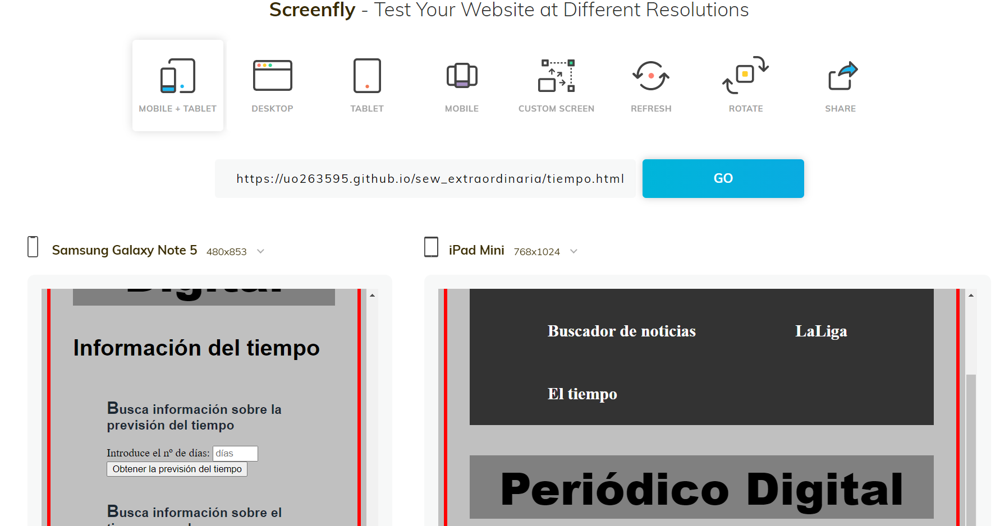 Screenfly - Test Your Website at Different Resolutions
MOBILE + TABLET
DESKTOP
TABLET
MOBILE
CUSTOM SCREEN
REFRESH
ROTATE
SHARE
https://uo263595.github.io/sew_extraordinaria/tiempo.html
GO
Samsung Galaxy Note 5 480x853
Digital
Información del tiempo
Busca información sobre la
previsión del tiempo
Introduce el nº de días: días
Obtener la previsión del tiempo
Busca información sobre el
iPad Mini 768x1024
Buscador de noticias
LaLiga
El tiempo
Periódico Digital